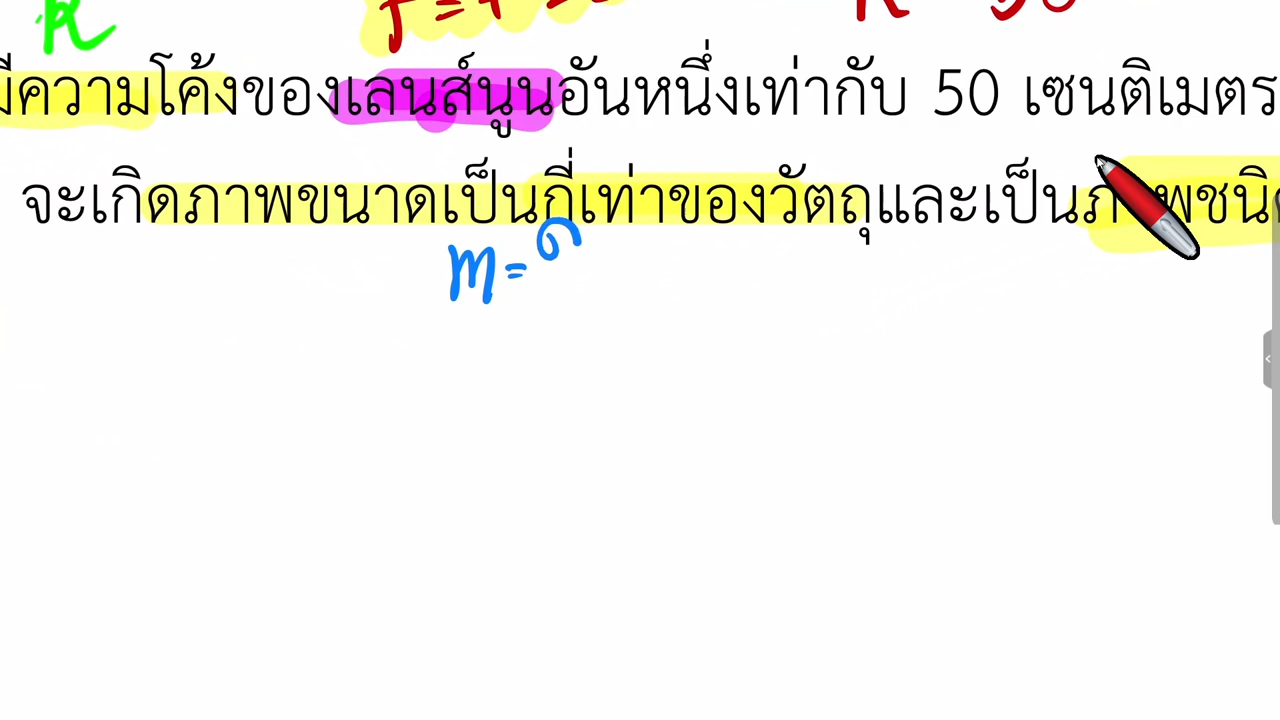 มีความโค้งของเลนส์นูนอันหนึ่งเท่ากับ 50 เซนติเมตร
จะเกิดภาพขนาดเป็นกี่เท่าของวัตถุและเป็น
m =